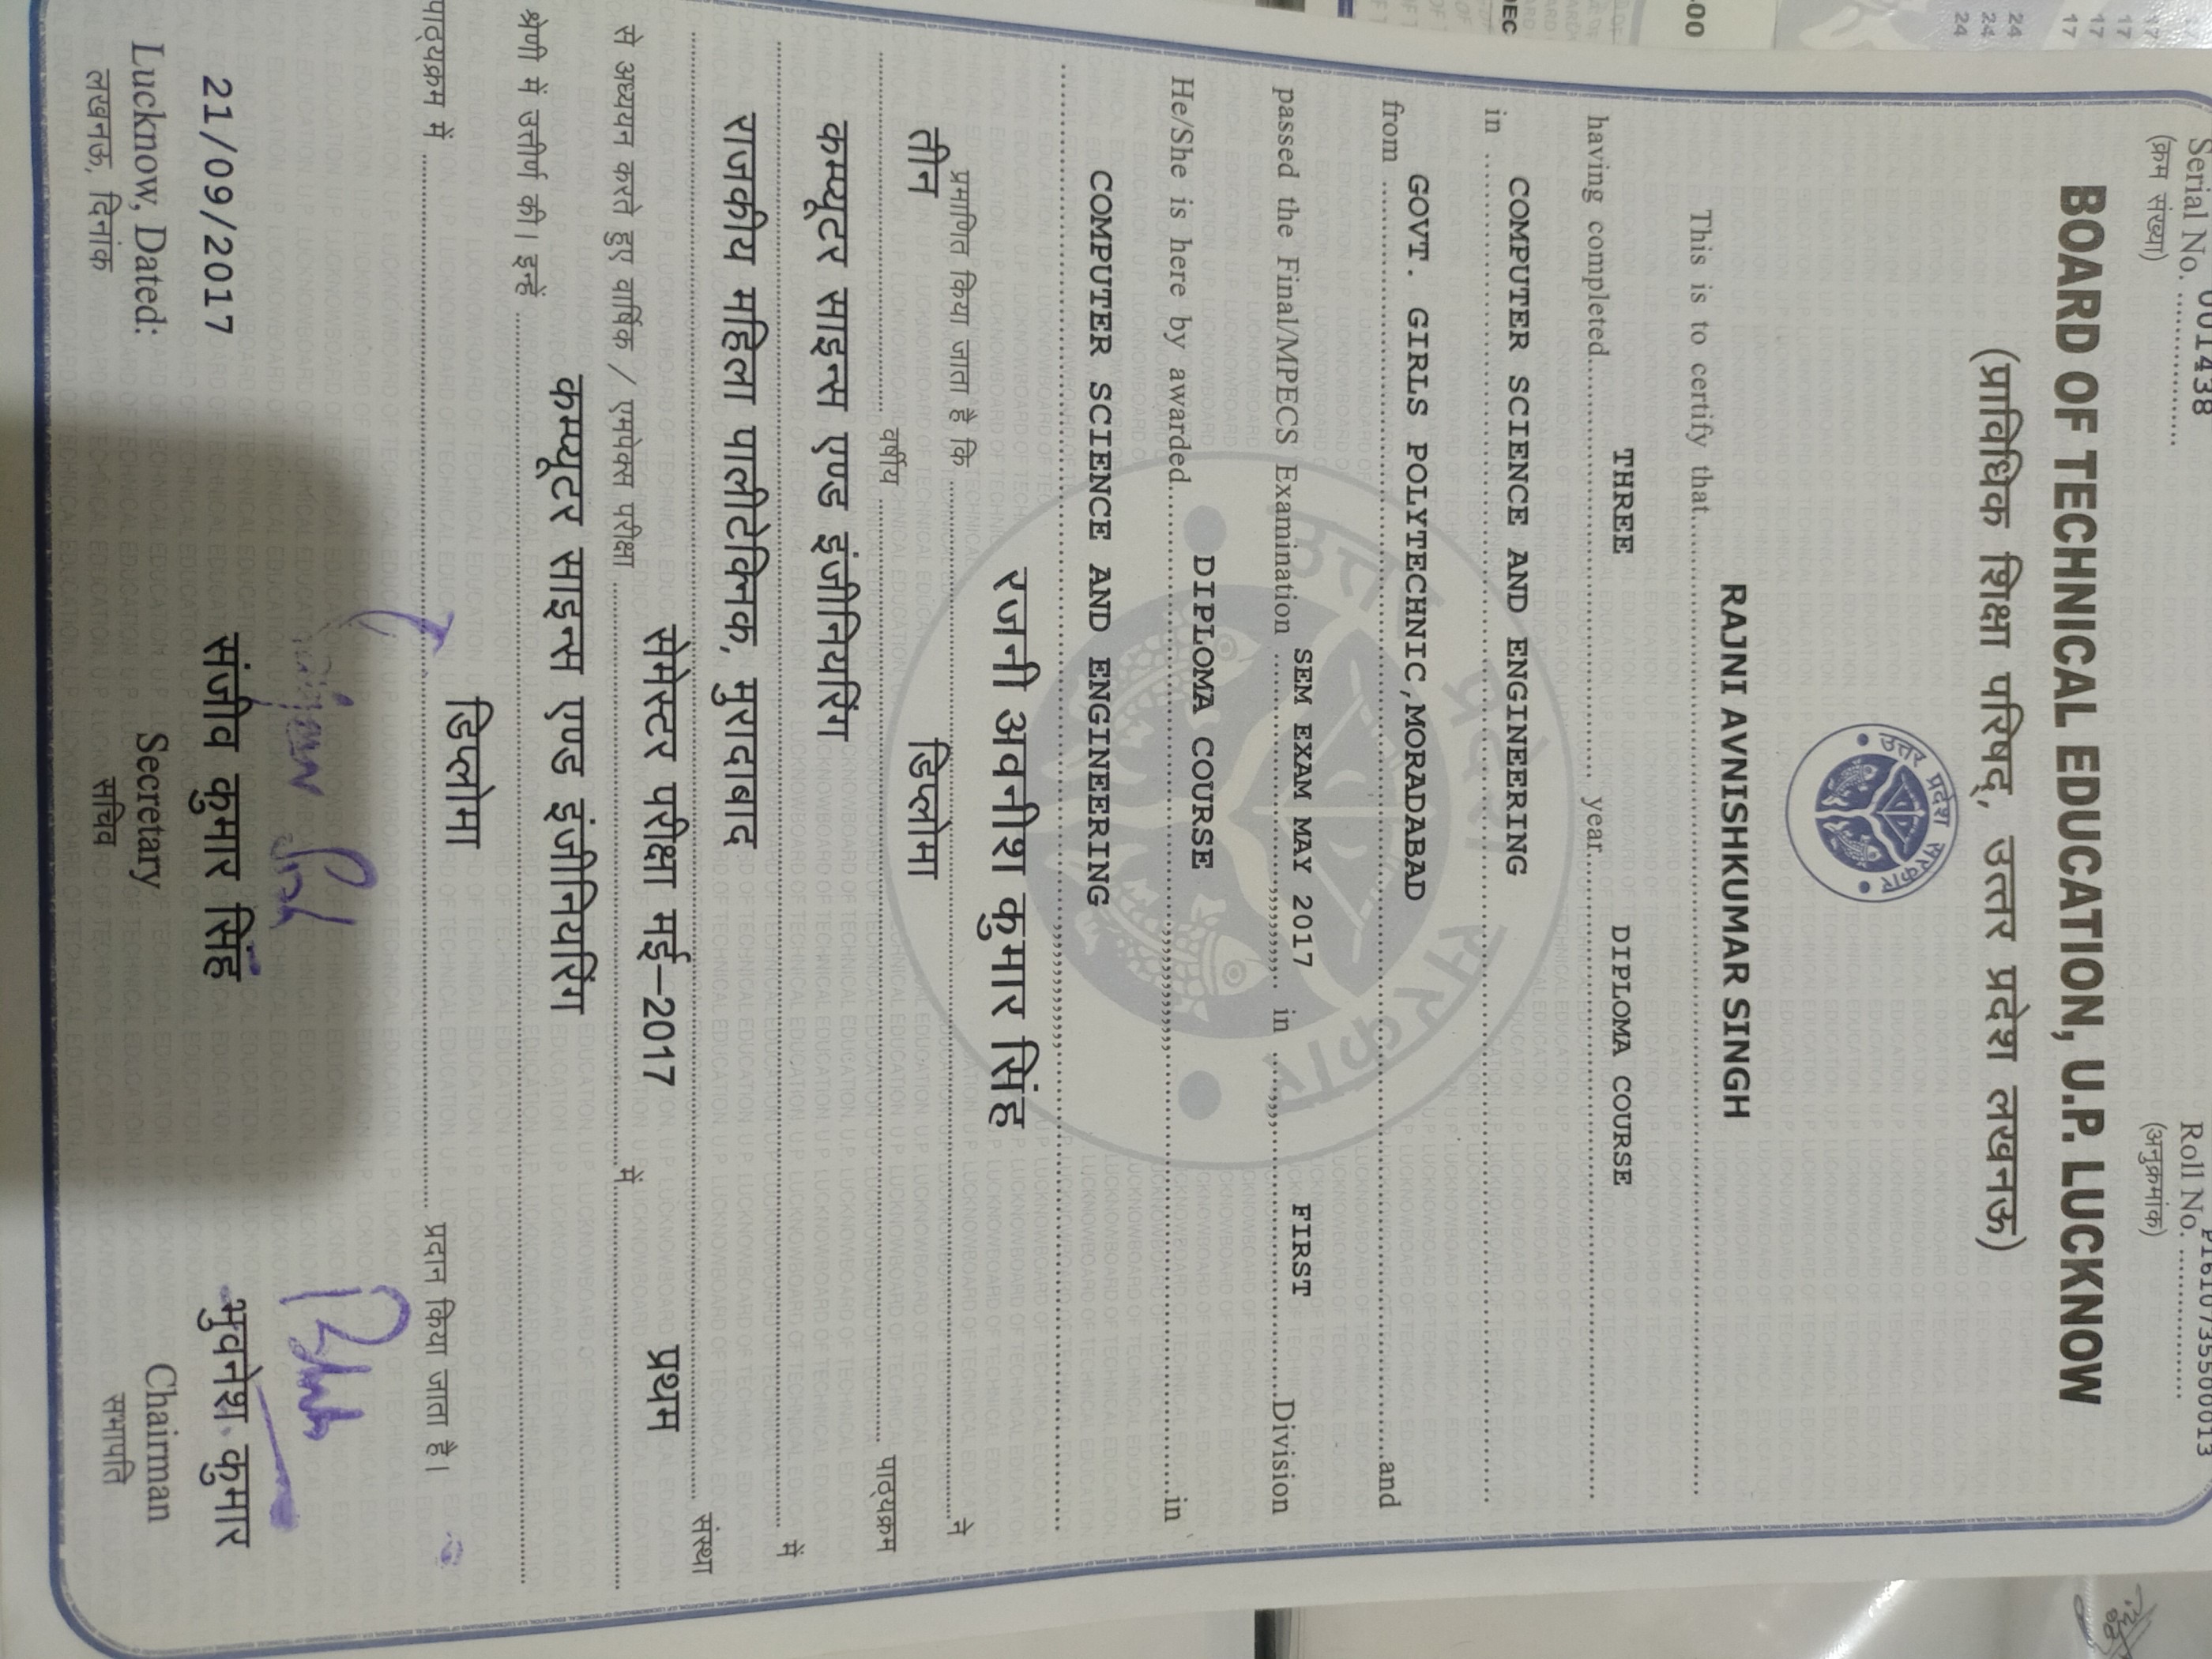 Serial No. 001438
(क्रम संख्या)
Roll No.
(अनुक्रमांक)
BOARD OF TECHNICAL EDUCATION, U.P. LUCKNOW
(प्राविधिक शिक्षा परिषद्, उत्तर प्रदेश लखनऊ)
उत्तर प्रदेश सरकार
This is to certify that RAJNI AVNISHKUMAR SINGH
having completed THREE year DIPLOMA COURSE
in COMPUTER SCIENCE AND ENGINEERING
from GOVT. GIRLS POLYTECHNIC,MORADABAD and
passed the Final/MPECS Examination SEM EXAM MAY 2017 in FIRST Division
He/She is here by awarded DIPLOMA COURSE in
COMPUTER SCIENCE AND ENGINEERING
प्रमाणित किया जाता है कि रजनी अवनीश कुमार सिंह ने
तीन वर्षीय डिप्लोमा पाठ्यक्रम
कम्प्यूटर साइन्स एण्ड इंजीनियरिंग में
राजकीय महिला पालीटेक्निक, मुरादाबाद संस्था
से अध्ययन करते हुए वार्षिक / एमपेक्स परीक्षा सेमेस्टर परीक्षा मई–2017 में प्रथम
श्रेणी में उत्तीर्ण की। इन्हें कम्प्यूटर साइन्स एण्ड इंजीनियरिंग
पाठ्यक्रम में डिप्लोमा प्रदान किया जाता है।
21/09/2017 संजीव कुमार सिंह भुवनेश कुमार
Lucknow, Dated: Secretary Chairman
लखनऊ, दिनांक सचिव सभापति